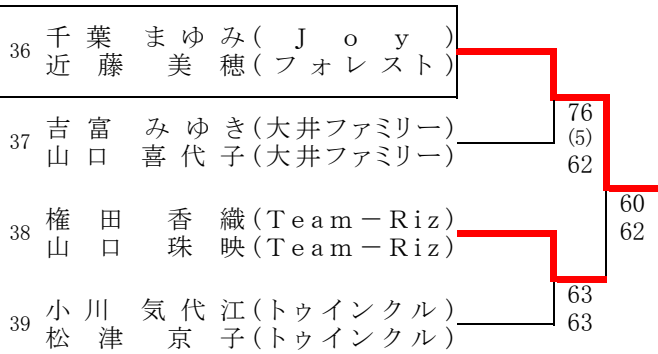 36 千葉 まゆみ(Joy)
近藤 美穂(フォレスト)
37 吉富 みゆき(大井ファミリー)
山口 喜代子(大井ファミリー)
76
(5)
62
60
62
38 権田 香織(Team－Riz)
山口 珠映(Team－Riz)
63
63
39 小川 気代江(トゥインクル)
松津 京子(トゥインクル)